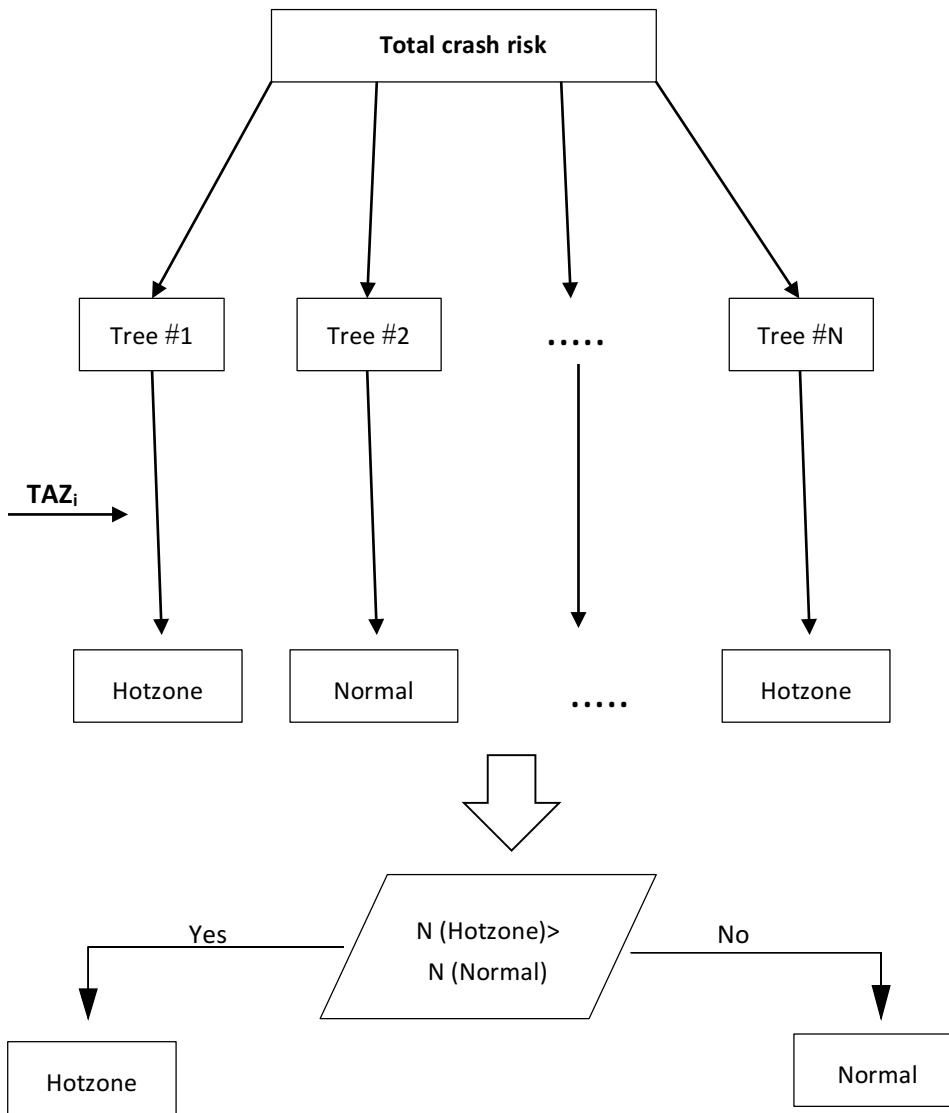 Total crash risk
Tree #1
Tree #2
.....
Tree #N
TAZi
Hotzone
Normal
.....
Hotzone
N (Hotzone)>
N (Normal)
Yes
No
Hotzone
Normal